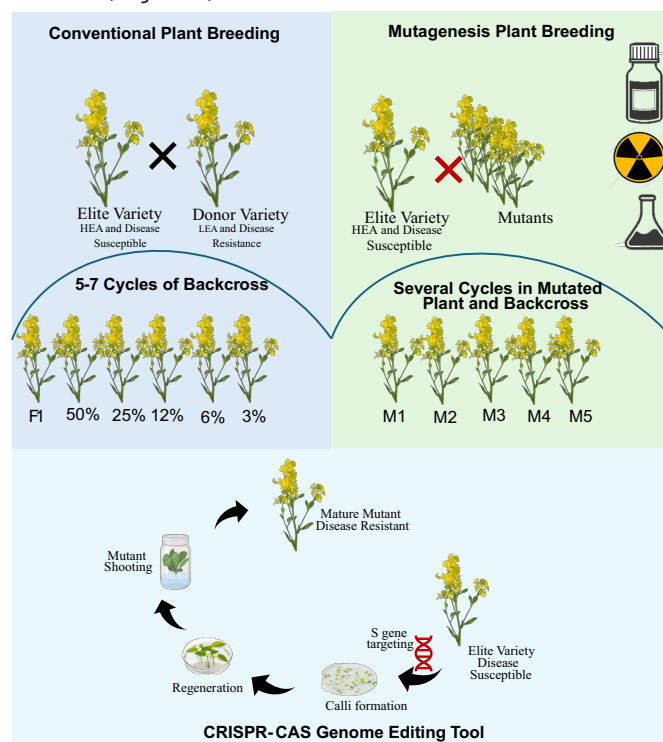 Conventional Plant Breeding
Elite Variety
HEA and Disease
Susceptible
Donor Variety
LEA and Disease
Resistance
5-7 Cycles of Backcross
F1 50% 25% 12% 6% 3%
Mutagenesis Plant Breeding
Elite Variety
HEA and Disease
Susceptible
Mutants
Several Cycles in Mutated
Plant and Backcross
M1 M2 M3 M4 M5
Mature Mutant
Disease Resistant
Mutant
Shooting
S gene
targeting
Elite Variety
Disease
Susceptible
Regeneration
Calli formation
CRISPR-CAS Genome Editing Tool